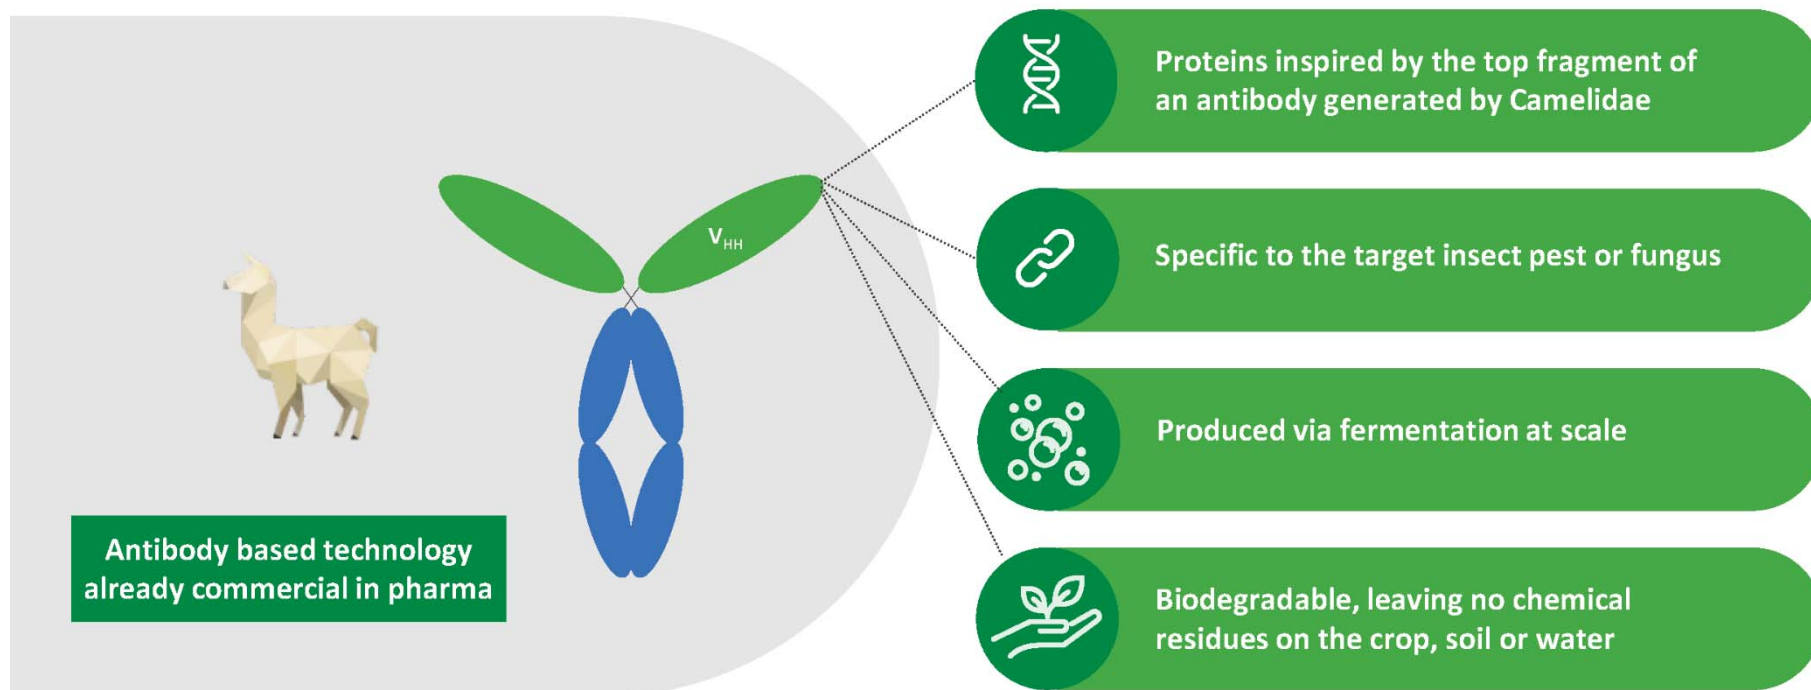 Proteins inspired by the top fragment of
an antibody generated by Camelidae
V_HH
Specific to the target insect pest or fungus
Produced via fermentation at scale
Antibody based technology
already commercial in pharma
Biodegradable, leaving no chemical
residues on the crop, soil or water